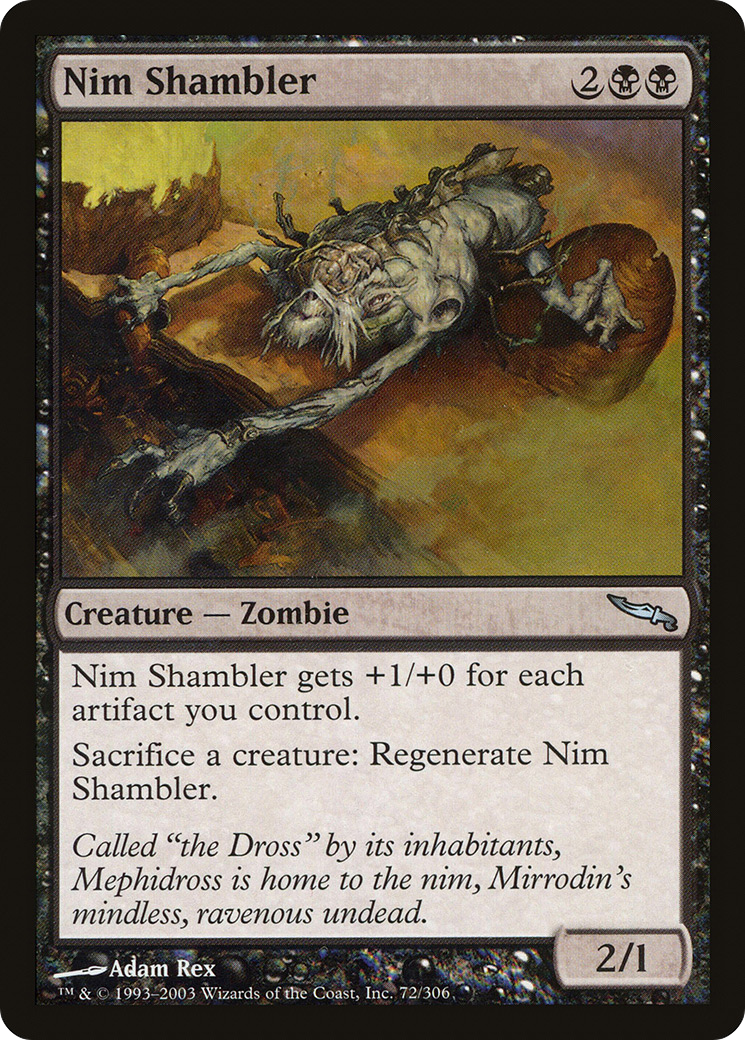 Nim Shambler 2
Creature — Zombie
Nim Shambler gets +1/+0 for each
artifact you control.
Sacrifice a creature: Regenerate Nim
Shambler.
Called “the Dross” by its inhabitants,
Mephidross is home to the nim, Mirrodin’s
mindless, ravenous undead.
2/1
Adam Rex
™ & © 1993–2003 Wizards of the Coast, Inc. 72/306